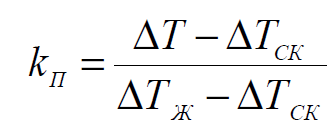 k_П = (ΔT − ΔT_СК) / (ΔT_Ж − ΔT_СК)